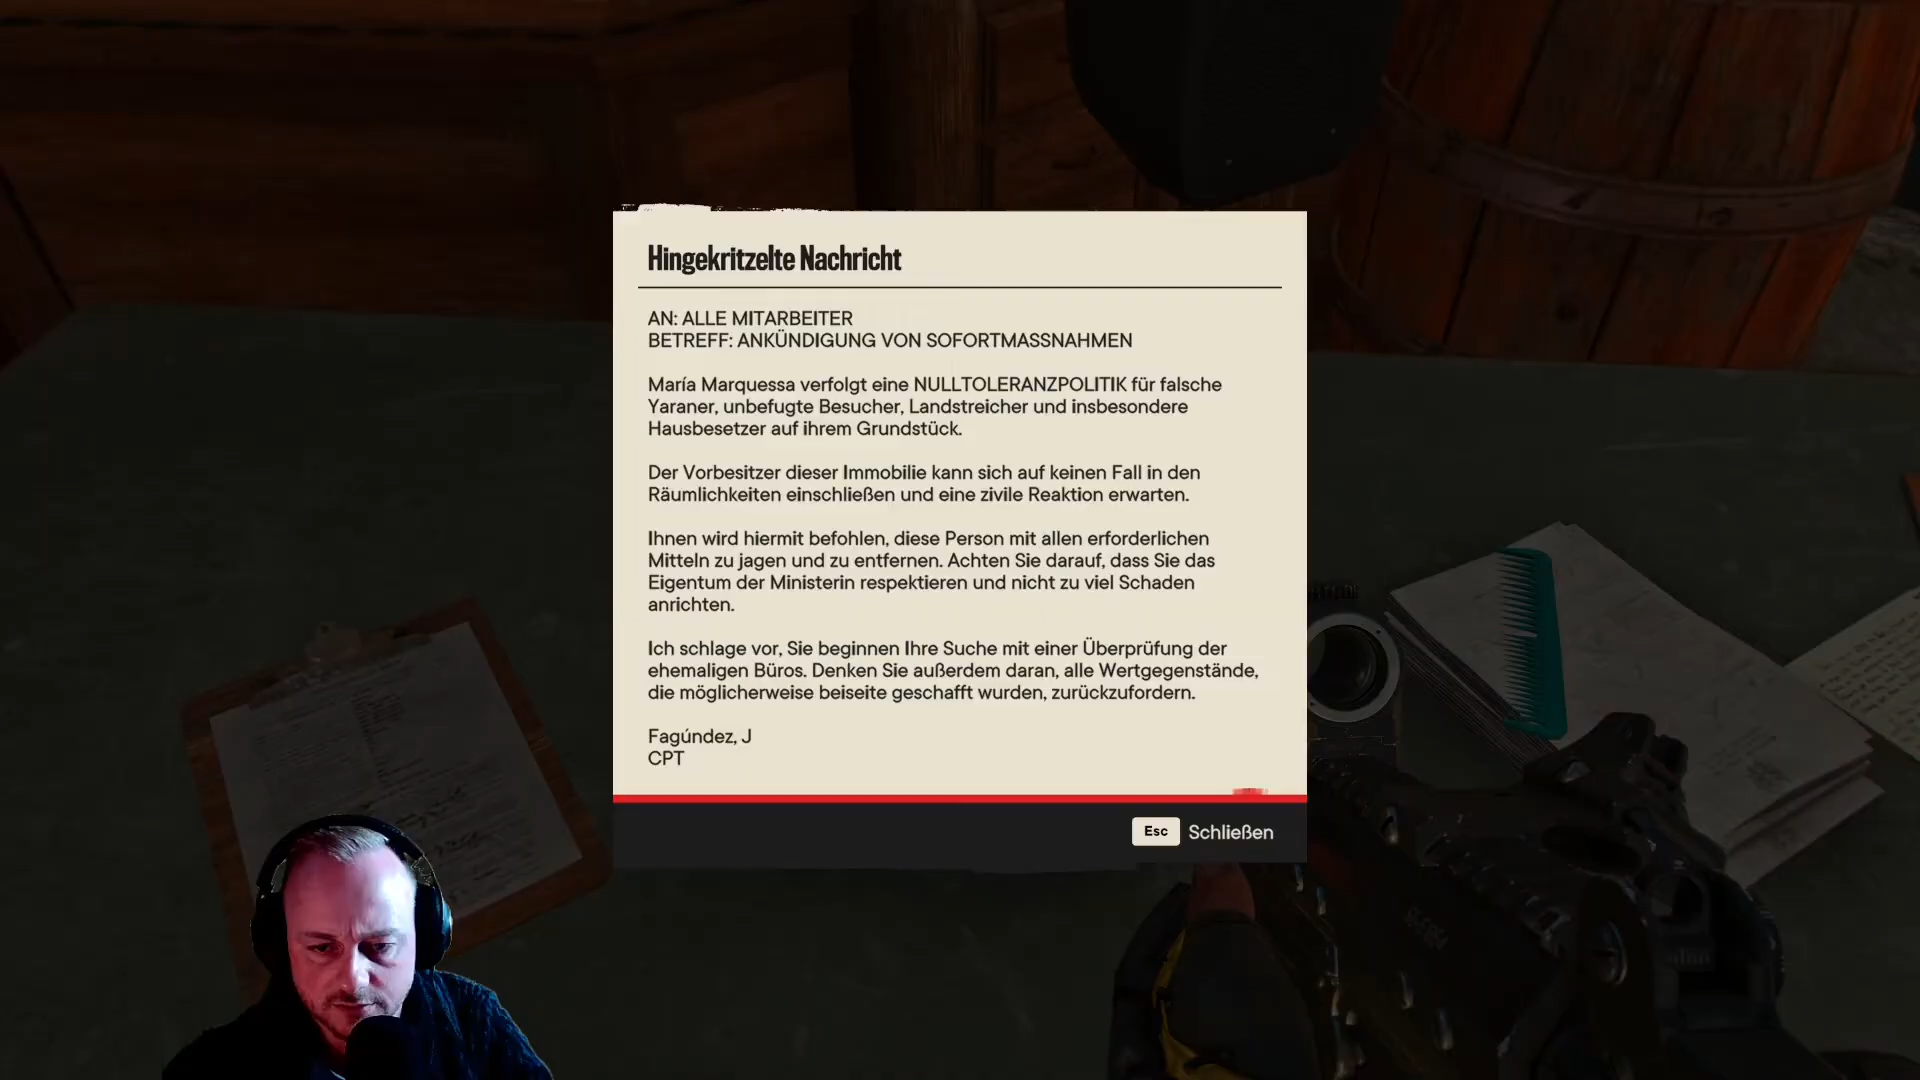 Hingekritzelte Nachricht
AN: ALLE MITARBEITER
BETREFF: ANKÜNDIGUNG VON SOFORTMASSNAHMEN
María Marquessa verfolgt eine NULLTOLERANZPOLITIK für falsche
Yaraner, unbefugte Besucher, Landstreicher und insbesondere
Hausbesetzer auf ihrem Grundstück.
Der Vorbesitzer dieser Immobilie kann sich auf keinen Fall in den
Räumlichkeiten einschließen und eine zivile Reaktion erwarten.
Ihnen wird hiermit befohlen, diese Person mit allen erforderlichen
Mitteln zu jagen und zu entfernen. Achten Sie darauf, dass Sie das
Eigentum der Ministerin respektieren und nicht zu viel Schaden
anrichten.
Ich schlage vor, Sie beginnen Ihre Suche mit einer Überprüfung der
ehemaligen Büros. Denken Sie außerdem daran, alle Wertgegenstände,
die möglicherweise beiseite geschafft wurden, zurückzufordern.
Fagúndez, J
CPT
Esc Schließen